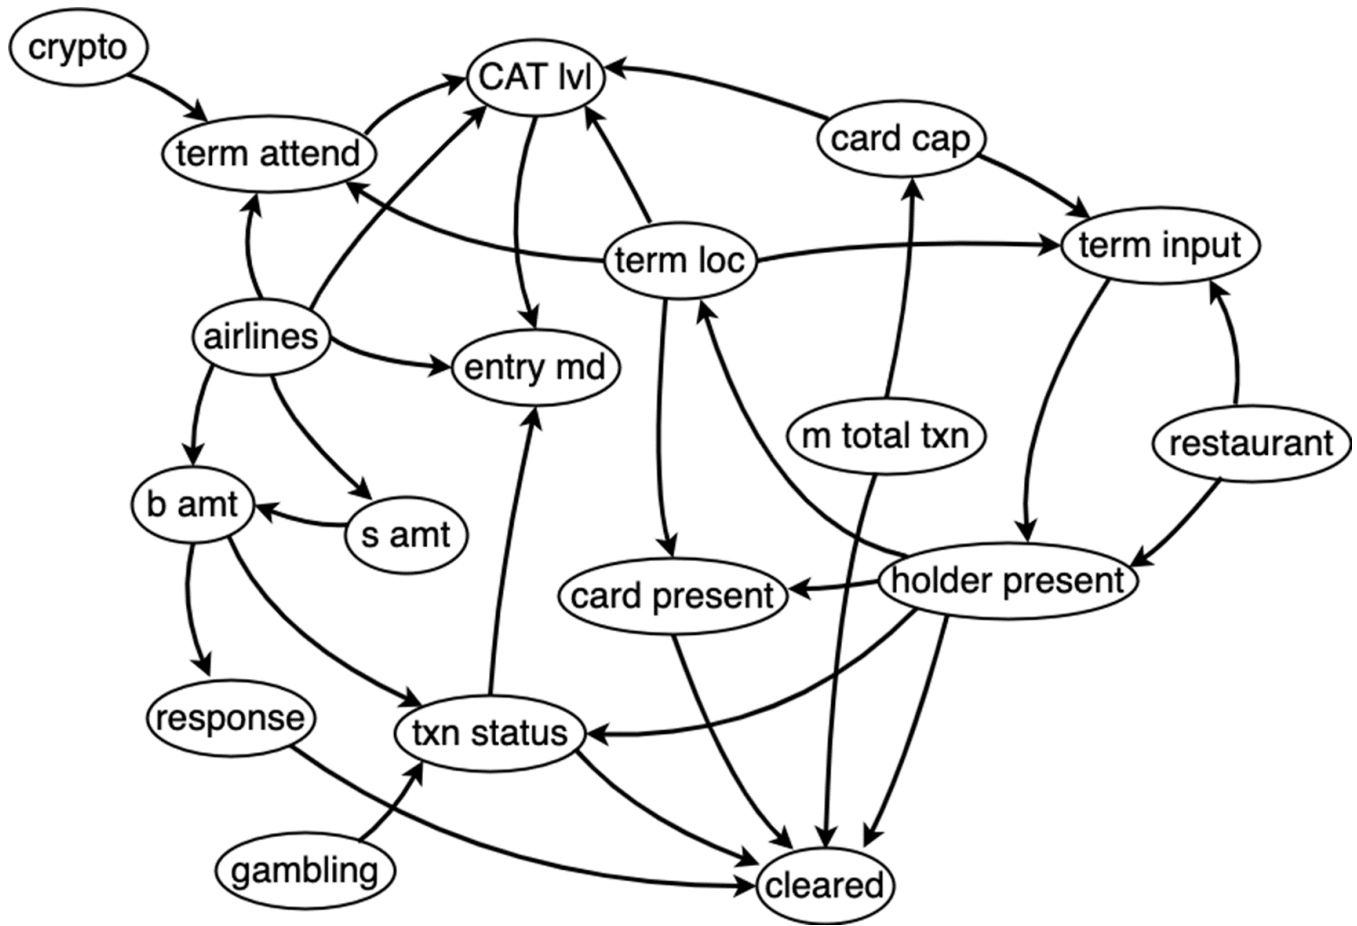 crypto
CAT lvl
card cap
term attend
term input
term loc
airlines
entry md
m total txn
restaurant
b amt
s amt
card present
holder present
response
txn status
gambling
cleared